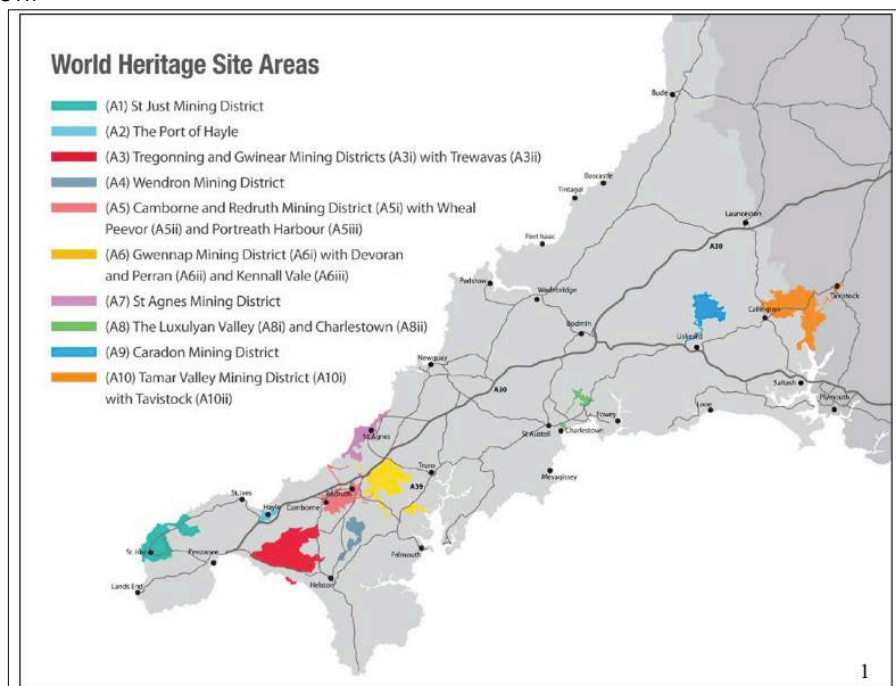 World Heritage Site Areas
(A1) St Just Mining District
(A2) The Port of Hayle
(A3) Tregonning and Gwinear Mining Districts (A3i) with Trewavas (A3ii)
(A4) Wendron Mining District
(A5) Camborne and Redruth Mining District (A5i) with Wheal
Peevor (A5ii) and Portreath Harbour (A5iii)
(A6) Gwennap Mining District (A6i) with Devoran
and Perran (A6ii) and Kennall Vale (A6iii)
(A7) St Agnes Mining District
(A8) The Luxulyan Valley (A8i) and Charlestown (A8ii)
(A9) Caradon Mining District
(A10) Tamar Valley Mining District (A10i)
with Tavistock (A10ii)
Bude
Boscastle
Tintagel
Launceston
Port Isaac
A30
Padstow
Wadebridge
Tavistock
Callington
Bodmin
Liskeard
Newquay
A30
Saltash
Plymouth
Looe
Fowey
St Agnes
St Austell
Charlestown
Truro
Mevagissey
A39
Redruth
St. Ives
Hayle
Camborne
St. Just
Penzance
Falmouth
Helston
Lands End
1